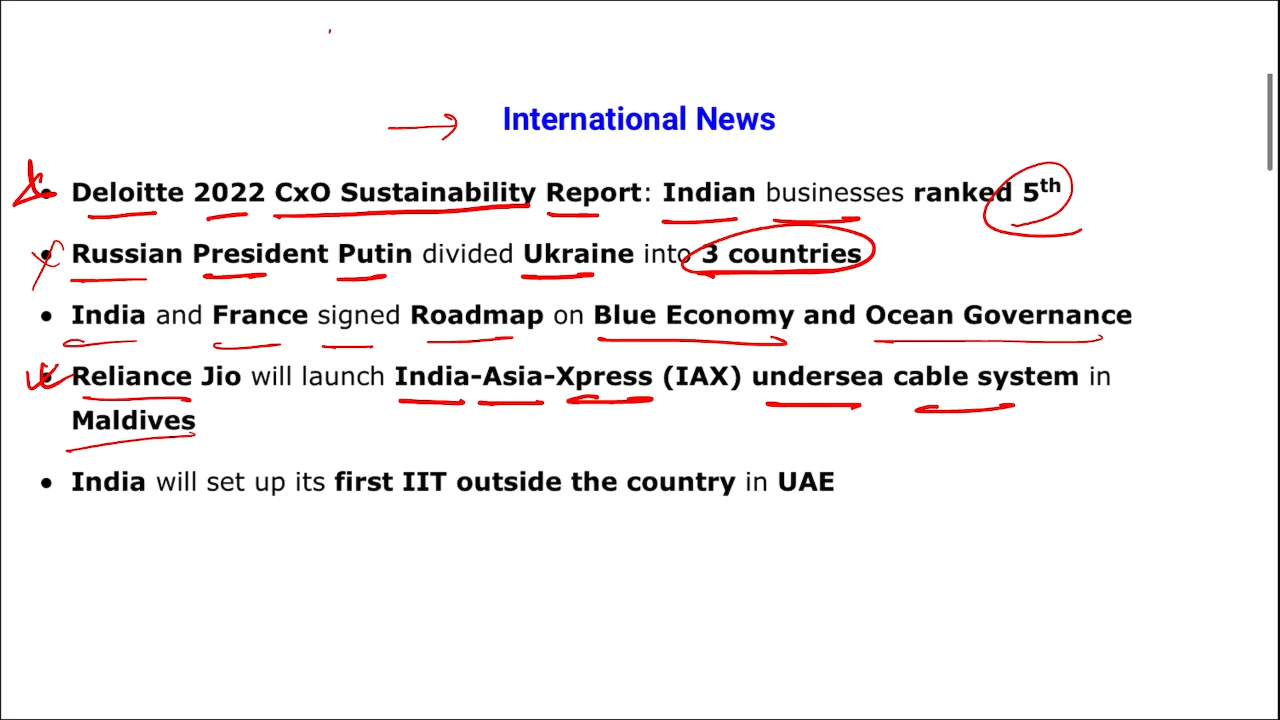 International News
• Deloitte 2022 CxO Sustainability Report: Indian businesses ranked 5th
• Russian President Putin divided Ukraine into 3 countries
• India and France signed Roadmap on Blue Economy and Ocean Governance
• Reliance Jio will launch India-Asia-Xpress (IAX) undersea cable system in
Maldives
• India will set up its first IIT outside the country in UAE